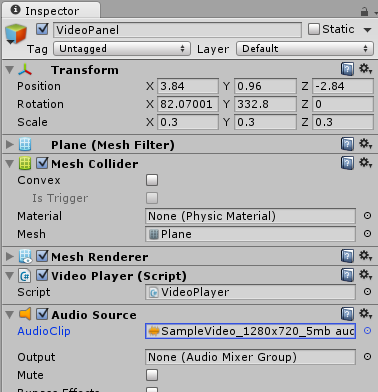 Inspector
VideoPanel
Static
Tag Untagged Layer Default
Transform
Position X 3.84 Y 0.96 Z -2.84
Rotation X 82.07001 Y 332.8 Z 0
Scale X 0.3 Y 0.3 Z 0.3
Plane (Mesh Filter)
Mesh Collider
Convex
Is Trigger
Material None (Physic Material)
Mesh Plane
Mesh Renderer
Video Player (Script)
Script VideoPlayer
Audio Source
AudioClip SampleVideo_1280x720_5mb aud
Output None (Audio Mixer Group)
Mute
Bypass Effects